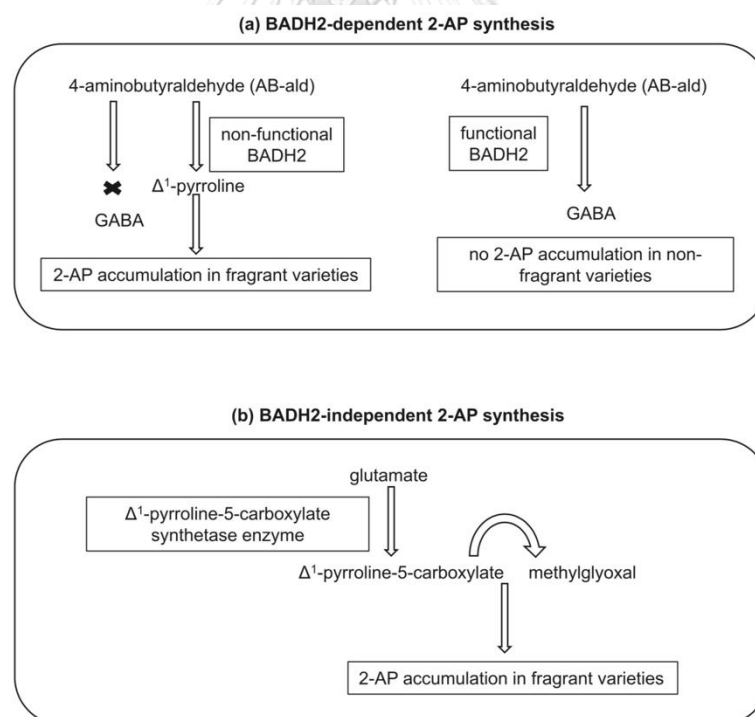 (a) BADH2-dependent 2-AP synthesis
4-aminobutyraldehyde (AB-ald)
non-functional
BADH2
Δ¹-pyrroline
GABA
2-AP accumulation in fragrant varieties
4-aminobutyraldehyde (AB-ald)
functional
BADH2
GABA
no 2-AP accumulation in non-
fragrant varieties
(b) BADH2-independent 2-AP synthesis
glutamate
Δ¹-pyrroline-5-carboxylate
synthetase enzyme
Δ¹-pyrroline-5-carboxylate
methylglyoxal
2-AP accumulation in fragrant varieties